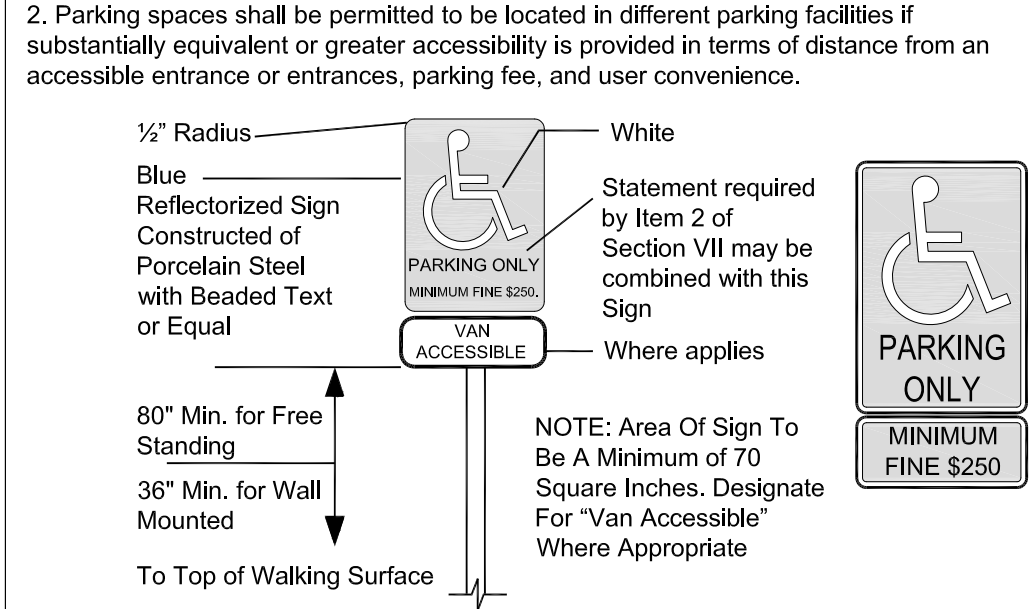 2. Parking spaces shall be permitted to be located in different parking facilities if
substantially equivalent or greater accessibility is provided in terms of distance from an
accessible entrance or entrances, parking fee, and user convenience.
½” Radius
Blue
Reflectorized Sign
Constructed of
Porcelain Steel
with Beaded Text
or Equal
White
Statement required
by Item 2 of
Section VII may be
combined with this
Sign
PARKING ONLY
MINIMUM FINE $250.
VAN
ACCESSIBLE
Where applies
80" Min. for Free
Standing
36" Min. for Wall
Mounted
To Top of Walking Surface
NOTE: Area Of Sign To
Be A Minimum of 70
Square Inches. Designate
For “Van Accessible”
Where Appropriate
PARKING
ONLY
MINIMUM
FINE $250